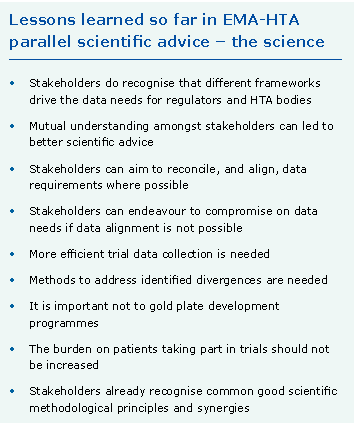 Lessons learned so far in EMA-HTA
parallel scientific advice – the science
• Stakeholders do recognise that different frameworks
drive the data needs for regulators and HTA bodies
• Mutual understanding amongst stakeholders can led to
better scientific advice
• Stakeholders can aim to reconcile, and align, data
requirements where possible
• Stakeholders can endeavour to compromise on data
needs if data alignment is not possible
• More efficient trial data collection is needed
• Methods to address identified divergences are needed
• It is important not to gold plate development
programmes
• The burden on patients taking part in trials should not
be increased
• Stakeholders already recognise common good scientific
methodological principles and synergies